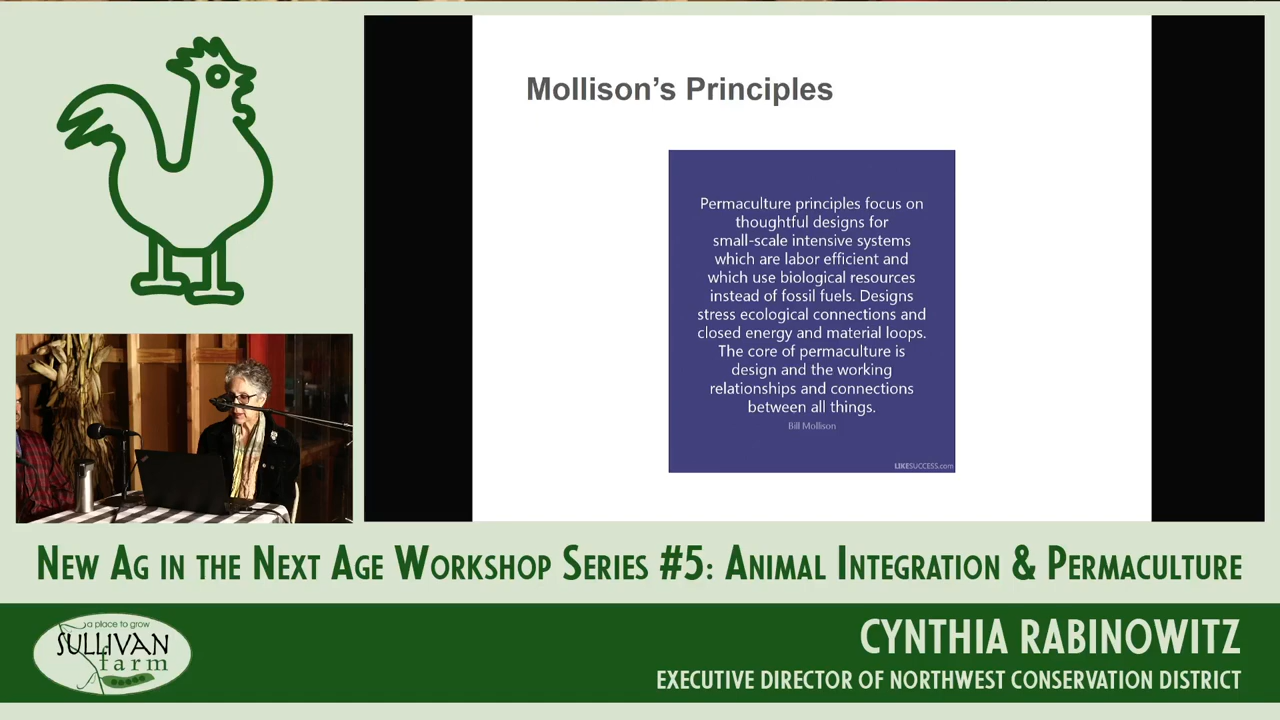 Mollison's Principles
Permaculture principles focus on
thoughtful designs for
small-scale intensive systems
which are labor efficient and
which use biological resources
instead of fossil fuels. Designs
stress ecological connections and
closed energy and material loops.
The core of permaculture is
design and the working
relationships and connections
between all things.
Bill Mollison
LIKESUCCESS.com
NEW AG IN THE NEXT AGE WORKSHOP SERIES #5: ANIMAL INTEGRATION & PERMACULTURE
a place to grow
SULLIVAN
farm
CYNTHIA RABINOWITZ
EXECUTIVE DIRECTOR OF NORTHWEST CONSERVATION DISTRICT